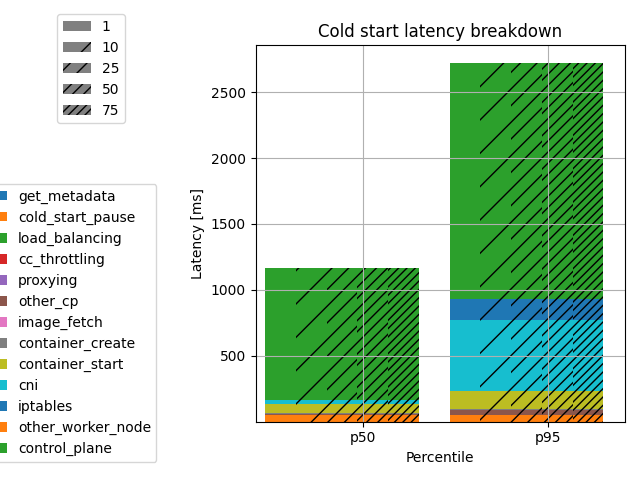 1
10
25
50
75
get_metadata
cold_start_pause
load_balancing
cc_throttling
proxying
other_cp
image_fetch
container_create
container_start
cni
iptables
other_worker_node
control_plane
Cold start latency breakdown
Latency [ms]
2500
2000
1500
1000
500
p50 p95
Percentile